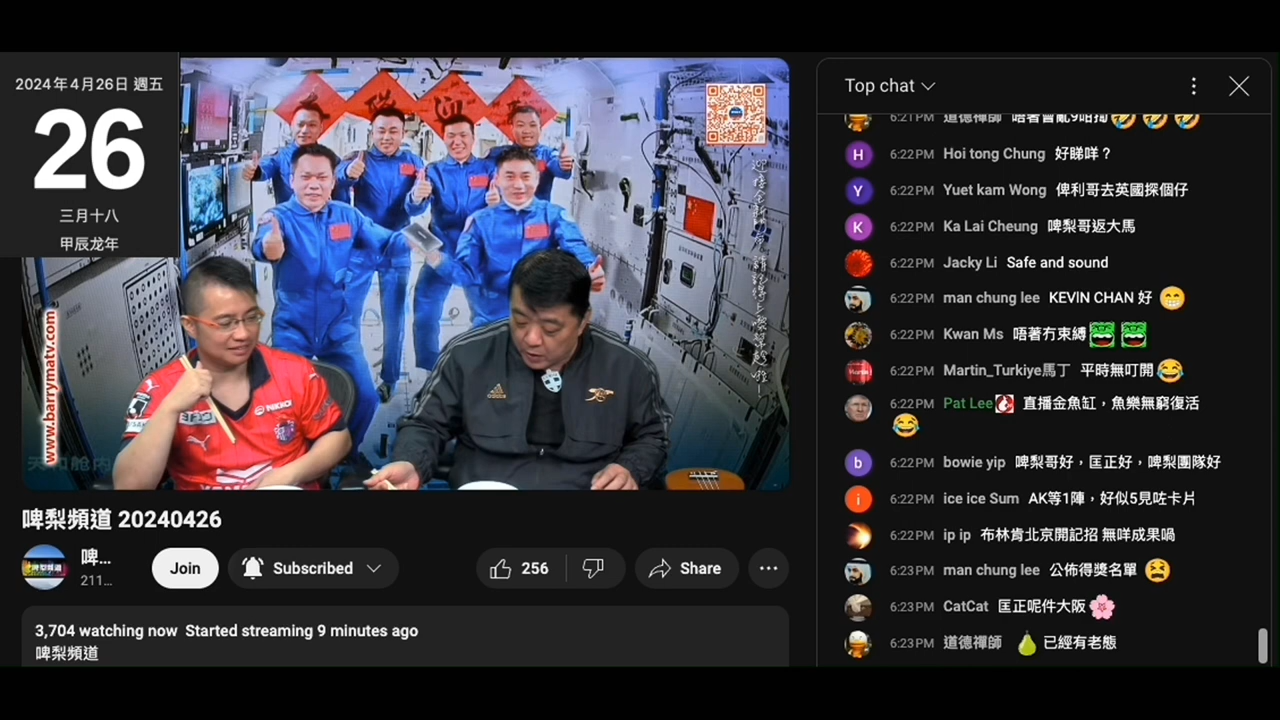 2024年4月26日 週五
26
三月十八
甲辰龙年
www.barrymatv.com
adidas
天和舱内
啤梨頻道 20240426
啤...
211...
Join
Subscribed
256
Share
3,704 watching now Started streaming 9 minutes ago
啤梨頻道
Top chat
6:21PM 道德禪師
6:22PM Hoi tong Chung 好睇咩？
6:22PM Yuet kam Wong 俾利哥去英國探個仔
6:22PM Ka Lai Cheung 啤梨哥返大馬
6:22PM Jacky Li Safe and sound
6:22PM man chung lee KEVIN CHAN 好 😁
6:22PM Kwan Ms 唔著冇束縛
6:22PM Martin_Turkiye馬丁 平時無叮開 😂
6:22PM Pat Lee 直播金魚缸，魚樂無窮復活
😂
6:22PM bowie yip 啤梨哥好，匡正好，啤梨團隊好
6:22PM ice ice Sum AK等1陣，好似5見咗卡片
6:22PM ip ip 布林肯北京開記招 無咩成果喎
6:23PM man chung lee 公佈得獎名單 😫
6:23PM CatCat 匡正呢件大阪🌸
6:23PM 道德禪師 🍐 已經有老態